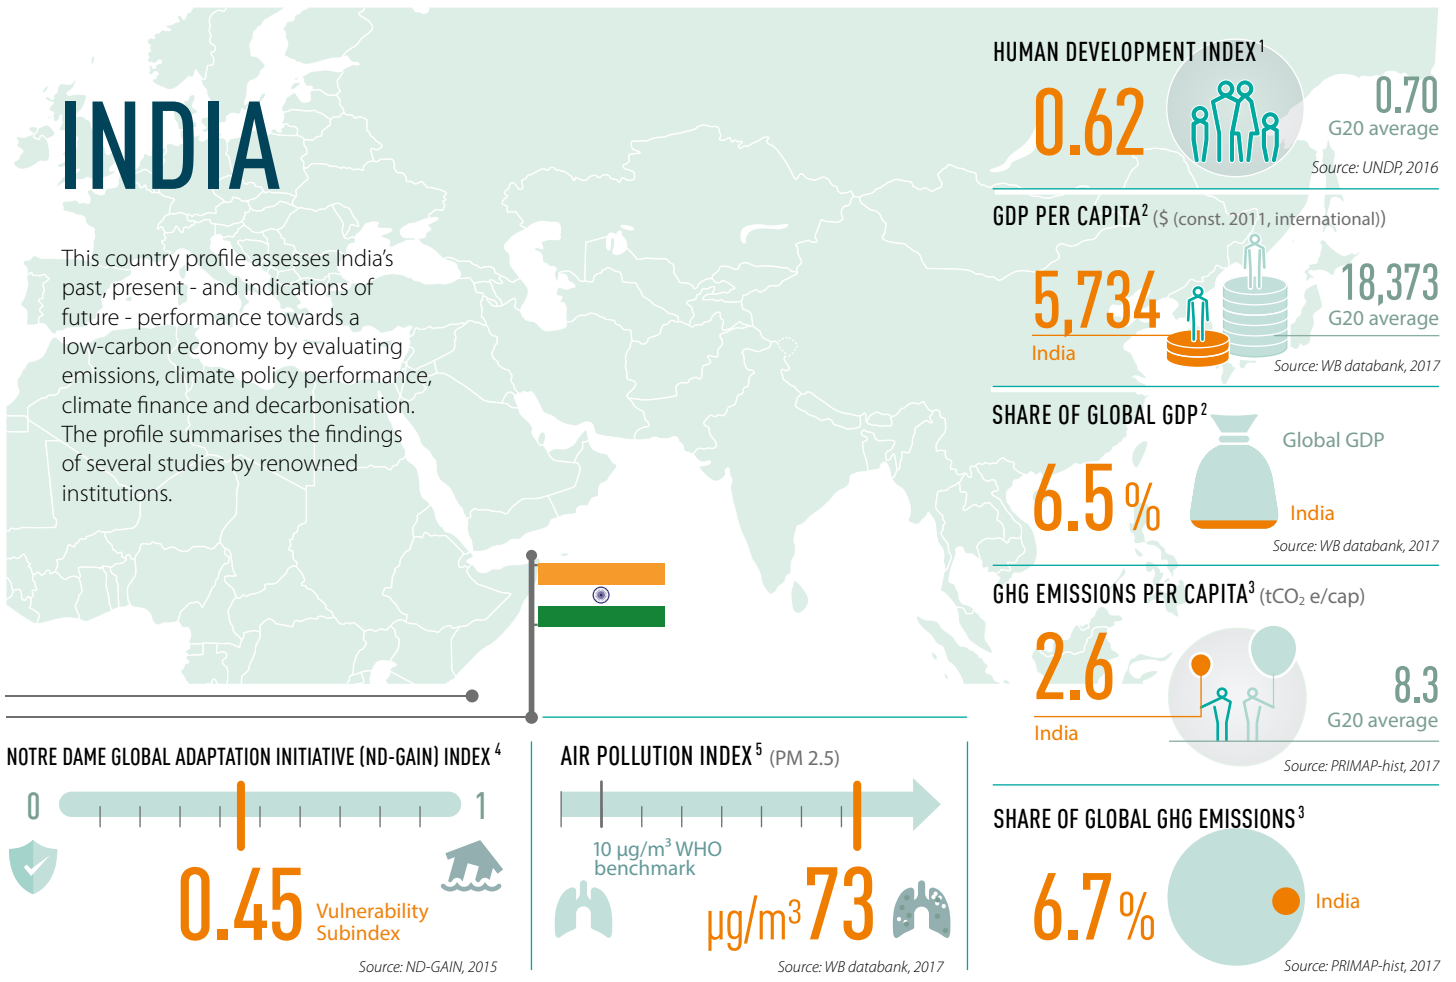 INDIA
This country profile assesses India's
past, present - and indications of
future - performance towards a
low-carbon economy by evaluating
emissions, climate policy performance,
climate finance and decarbonisation.
The profile summarises the findings
of several studies by renowned
institutions.
HUMAN DEVELOPMENT INDEX¹
0.62
0.70
G20 average
Source: UNDP, 2016
GDP PER CAPITA² ($ (const. 2011, international))
5,734
India
18,373
G20 average
Source: WB databank, 2017
SHARE OF GLOBAL GDP²
Global GDP
6.5 %
India
Source: WB databank, 2017
GHG EMISSIONS PER CAPITA³ (tCO₂ e/cap)
2.6
India
8.3
G20 average
Source: PRIMAP-hist, 2017
SHARE OF GLOBAL GHG EMISSIONS³
6.7 %
India
Source: PRIMAP-hist, 2017
NOTRE DAME GLOBAL ADAPTATION INITIATIVE (ND-GAIN) INDEX ⁴
0 1
0.45 Vulnerability
Subindex
Source: ND-GAIN, 2015
AIR POLLUTION INDEX⁵ (PM 2.5)
10 µg/m³ WHO
benchmark
µg/m³ 73
Source: WB databank, 2017